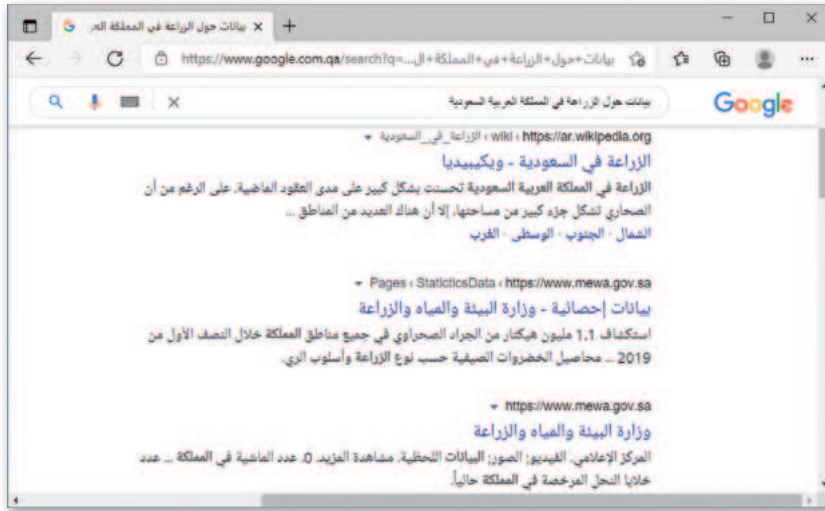 بيانات حول الزراعة في المملكة العر
https://www.google.com.qa/search?q=...بيانات+حول+الزراعة+في+المملكة+ال
Google
بيانات حول الزراعة في المملكة العربية السعودية
https://ar.wikipedia.org › wiki › الزراعة_في_السعودية
الزراعة في السعودية - ويكيبيديا
الزراعة في المملكة العربية السعودية تحسنت بشكل كبير على مدى العقود الماضية. على الرغم من أن
الصحاري تشكل جزء كبير من مساحتها، إلا أن هناك العديد من المناطق ...
الشمال · الجنوب · الوسطى · الغرب
https://www.mewa.gov.sa › StaticticsData › Pages
بيانات إحصائية - وزارة البيئة والمياه والزراعة
استكشاف 1.1 مليون هيكتار من الجراد الصحراوي في جميع مناطق المملكة خلال النصف الأول من
2019 ... محاصيل الخضروات الصيفية حسب نوع الزراعة وأسلوب الري.
https://www.mewa.gov.sa
وزارة البيئة والمياه والزراعة
المركز الإعلامي. الفيديو؛ الصور؛ البيانات اللحظية. مشاهدة المزيد. 0. عدد الماشية في المملكة ... عدد
خلايا النحل المرخصة في المملكة حالياً.